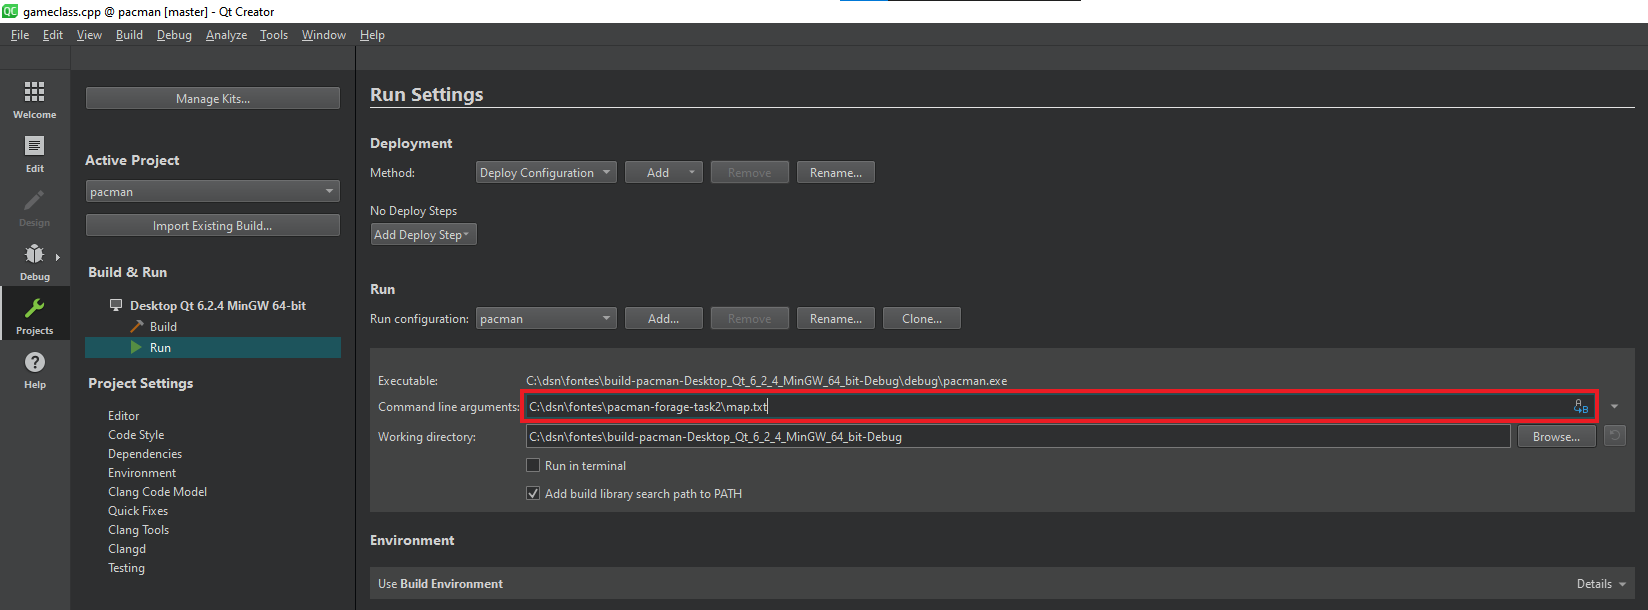 QC gameclass.cpp @ pacman [master] - Qt Creator
File Edit View Build Debug Analyze Tools Window Help
Welcome
Edit
Design
Debug
Projects
Help
Manage Kits...
Active Project
pacman
Import Existing Build...
Build & Run
Desktop Qt 6.2.4 MinGW 64-bit
Build
Run
Project Settings
Editor
Code Style
Dependencies
Environment
Clang Code Model
Quick Fixes
Clang Tools
Clangd
Testing
Run Settings
Deployment
Method: Deploy Configuration Add Remove Rename...
No Deploy Steps
Add Deploy Step
Run
Run configuration: pacman Add... Remove Rename... Clone...
Executable: C:\dsn\fontes\build-pacman-Desktop_Qt_6_2_4_MinGW_64_bit-Debug\debug\pacman.exe
Command line arguments: C:\dsn\fontes\pacman-forage-task2\map.txt
Working directory: C:\dsn\fontes\build-pacman-Desktop_Qt_6_2_4_MinGW_64_bit-Debug Browse...
Run in terminal
Add build library search path to PATH
Environment
Use Build Environment Details